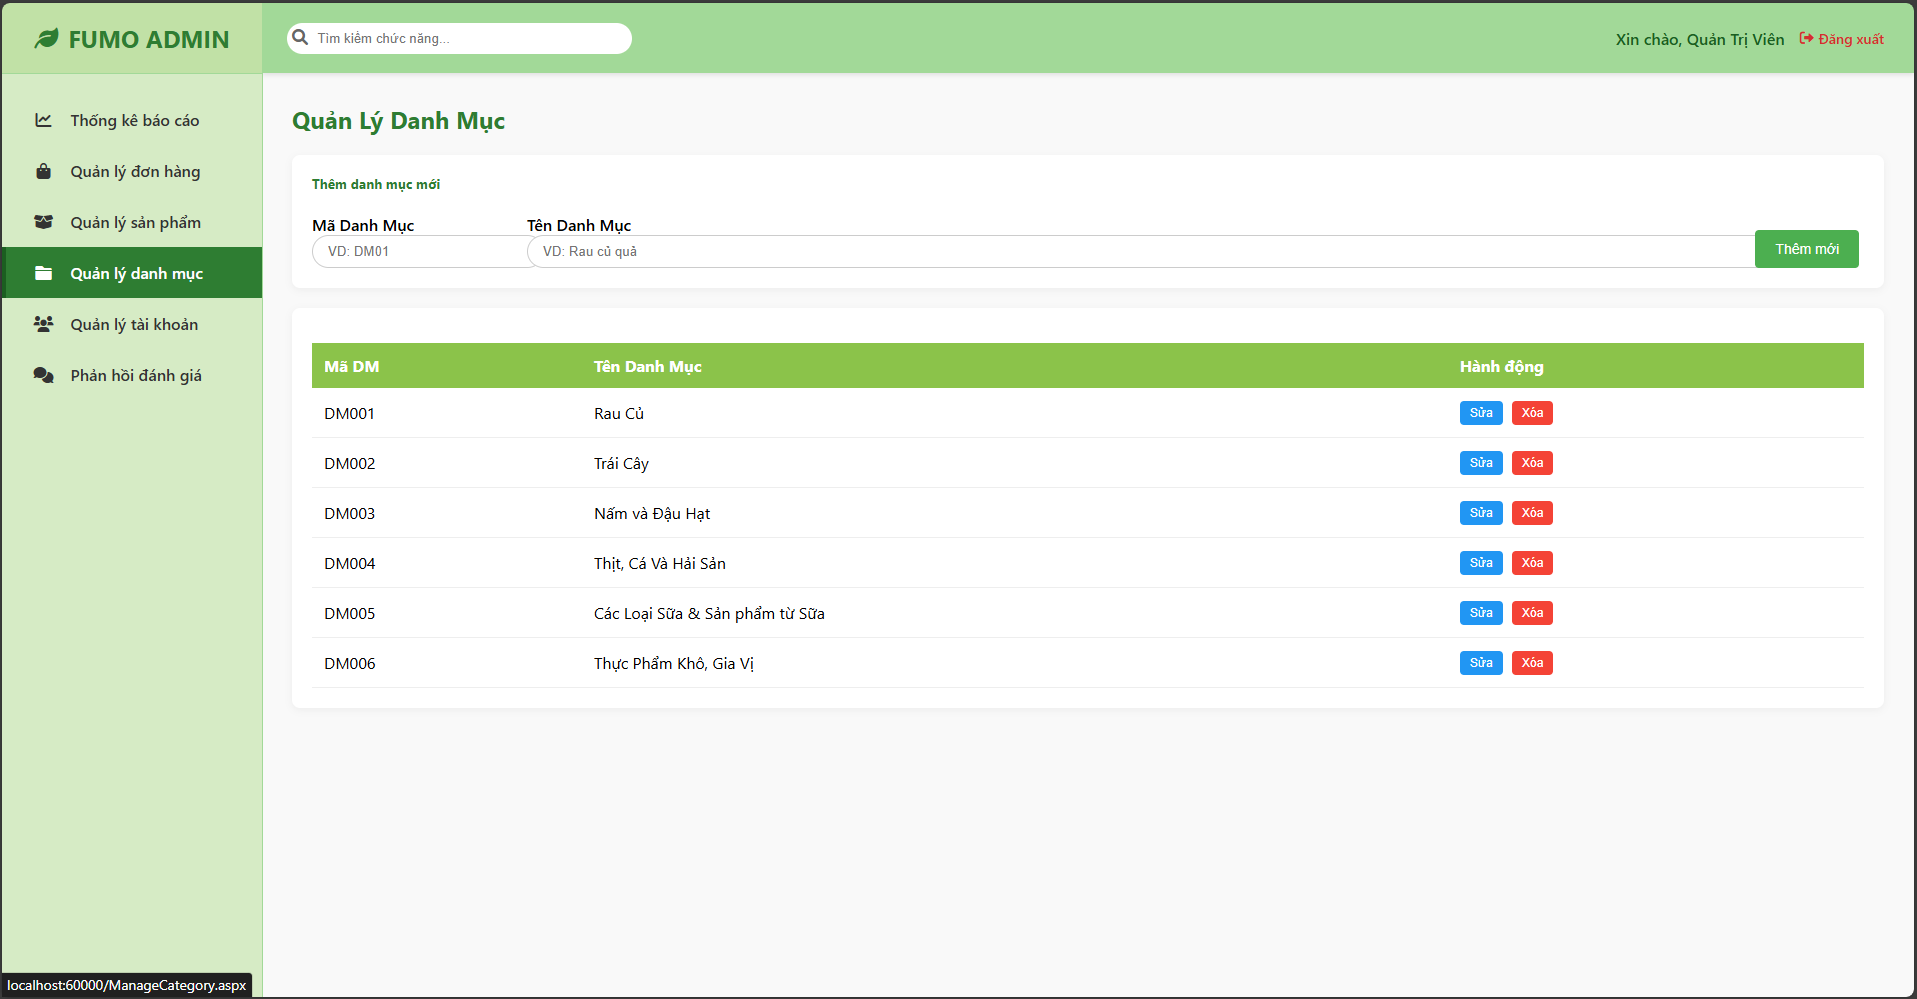 FUMO ADMIN
Tìm kiếm chức năng...
Xin chào, Quản Trị Viên
Đăng xuất
Thống kê báo cáo
Quản lý đơn hàng
Quản lý sản phẩm
Quản lý danh mục
Quản lý tài khoản
Phản hồi đánh giá
Quản Lý Danh Mục
Thêm danh mục mới
Mã Danh Mục
Tên Danh Mục
VD: DM01
VD: Rau củ quả
Thêm mới
Mã DM Tên Danh Mục Hành động
DM001 Rau Củ Sửa Xóa
DM002 Trái Cây Sửa Xóa
DM003 Nấm và Đậu Hạt Sửa Xóa
DM004 Thịt, Cá Và Hải Sản Sửa Xóa
DM005 Các Loại Sữa & Sản phẩm từ Sữa Sửa Xóa
DM006 Thực Phẩm Khô, Gia Vị Sửa Xóa
localhost:60000/ManageCategory.aspx